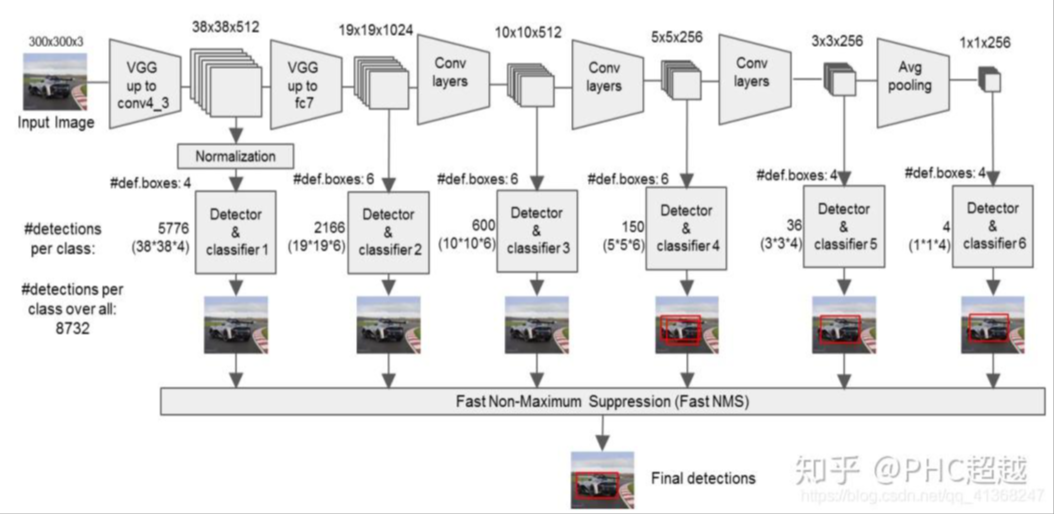 300x300x3
38x38x512
19x19x1024
10x10x512
5x5x256
3x3x256
1x1x256
VGG
up to
conv4_3
VGG
up to
fc7
Conv
layers
Conv
layers
Conv
layers
Avg
pooling
Input Image
Normalization
#def.boxes: 4
#def.boxes: 6
#def.boxes: 6
#def.boxes: 6
#def.boxes: 4
#def.boxes: 4
#detections
per class:
5776
(38*38*4)
Detector
&
classifier 1
2166
(19*19*6)
Detector
&
classifier 2
600
(10*10*6)
Detector
&
classifier 3
150
(5*5*6)
Detector
&
classifier 4
36
(3*3*4)
Detector
&
classifier 5
4
(1*1*4)
Detector
&
classifier 6
#detections per
class over all:
8732
Fast Non-Maximum Suppression (Fast NMS)
Final detections
知乎 @PHC超越
https://blog.csdn.net/qq_41368247